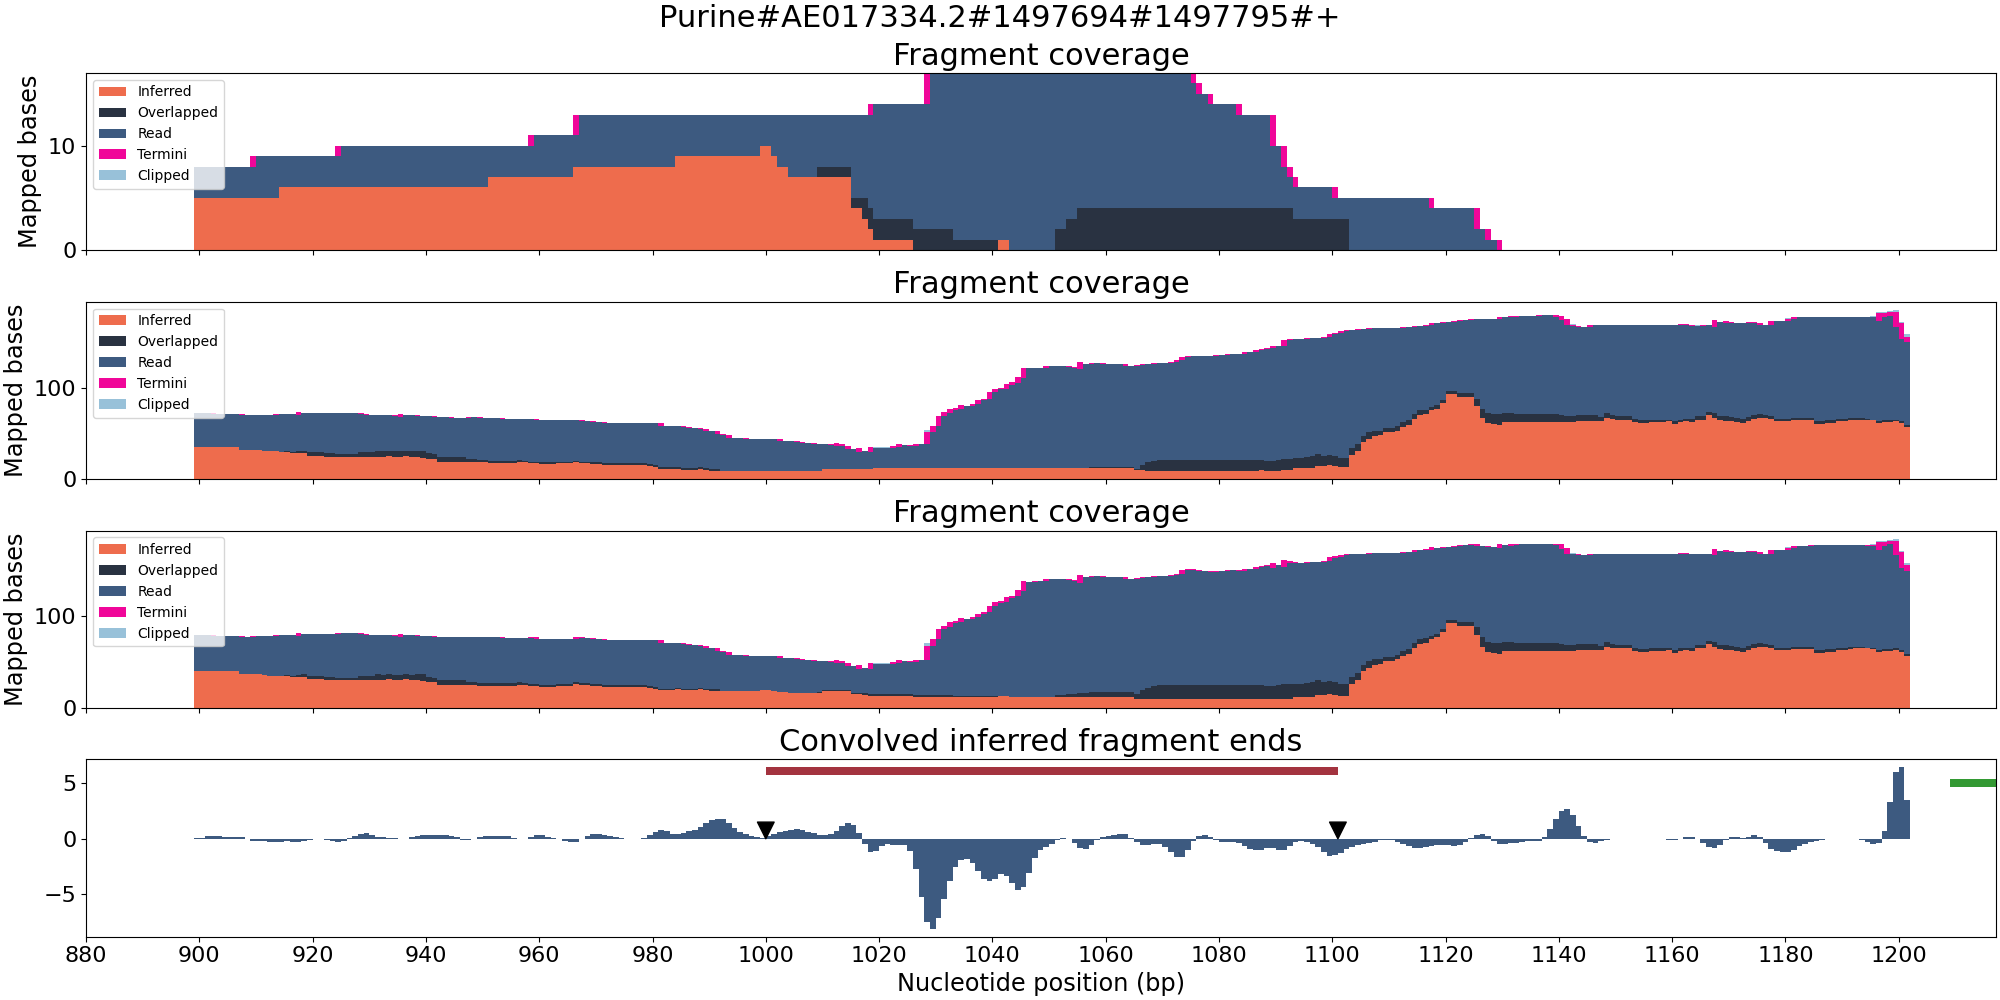 Purine#AE017334.2#1497694#1497795#+
Fragment coverage
Mapped bases
10
0
Inferred
Overlapped
Read
Termini
Clipped
Fragment coverage
Mapped bases
100
0
Inferred
Overlapped
Read
Termini
Clipped
Fragment coverage
Mapped bases
100
0
Inferred
Overlapped
Read
Termini
Clipped
Convolved inferred fragment ends
5
0
−5
880 900 920 940 960 980 1000 1020 1040 1060 1080 1100 1120 1140 1160 1180 1200
Nucleotide position (bp)